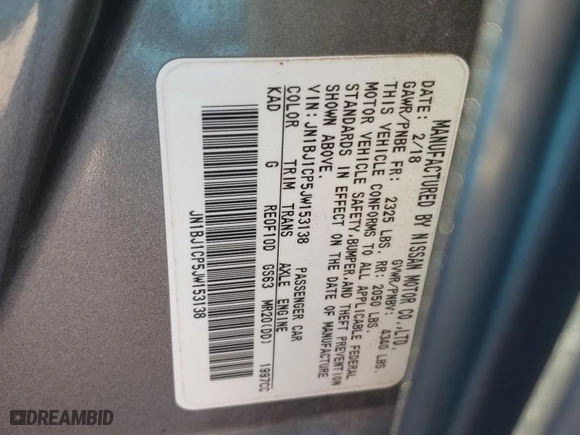 MANUFACTURED BY NISSAN MOTOR CO.,LTD.
DATE: 2/18 GVWR/PNBV: 4340 LBS.
GAWR/PNBE FR: 2325 LBS. RR: 2050 LBS.
THIS VEHICLE CONFORMS TO ALL APPLICABLE FEDERAL
MOTOR VEHICLE SAFETY,BUMPER,AND THEFT PREVENTION
STANDARDS IN EFFECT ON THE DATE OF MANUFACTURE
SHOWN ABOVE.
VIN: JN1BJ1CP5JW153138 PASSENGER CAR
COLOR TRIM TRANS AXLE ENGINE
KAD G RE0F10D GS63 MR20(DD) 1997CC
JN1BJ1CP5JW153138
DREAMBID